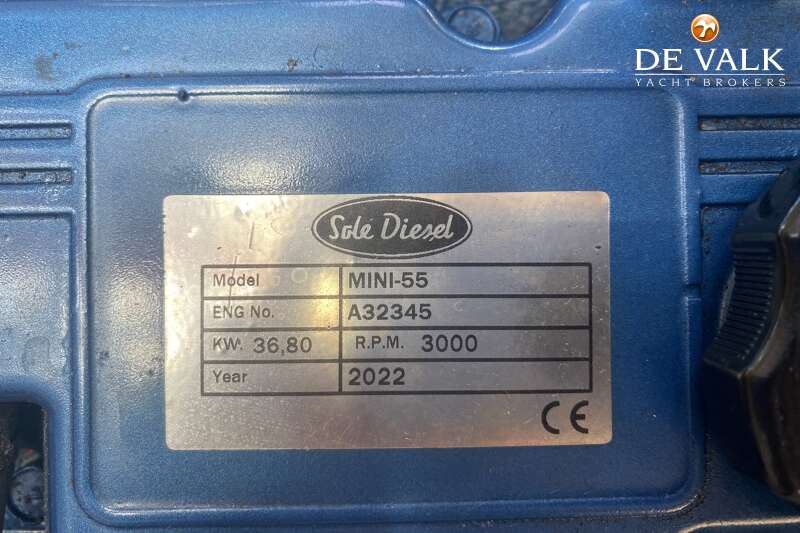 DE VALK
YACHT BROKERS
Solé Diesel
Model MINI-55
ENG No. A32345
KW. 36,80 R.P.M. 3000
Year 2022
CE